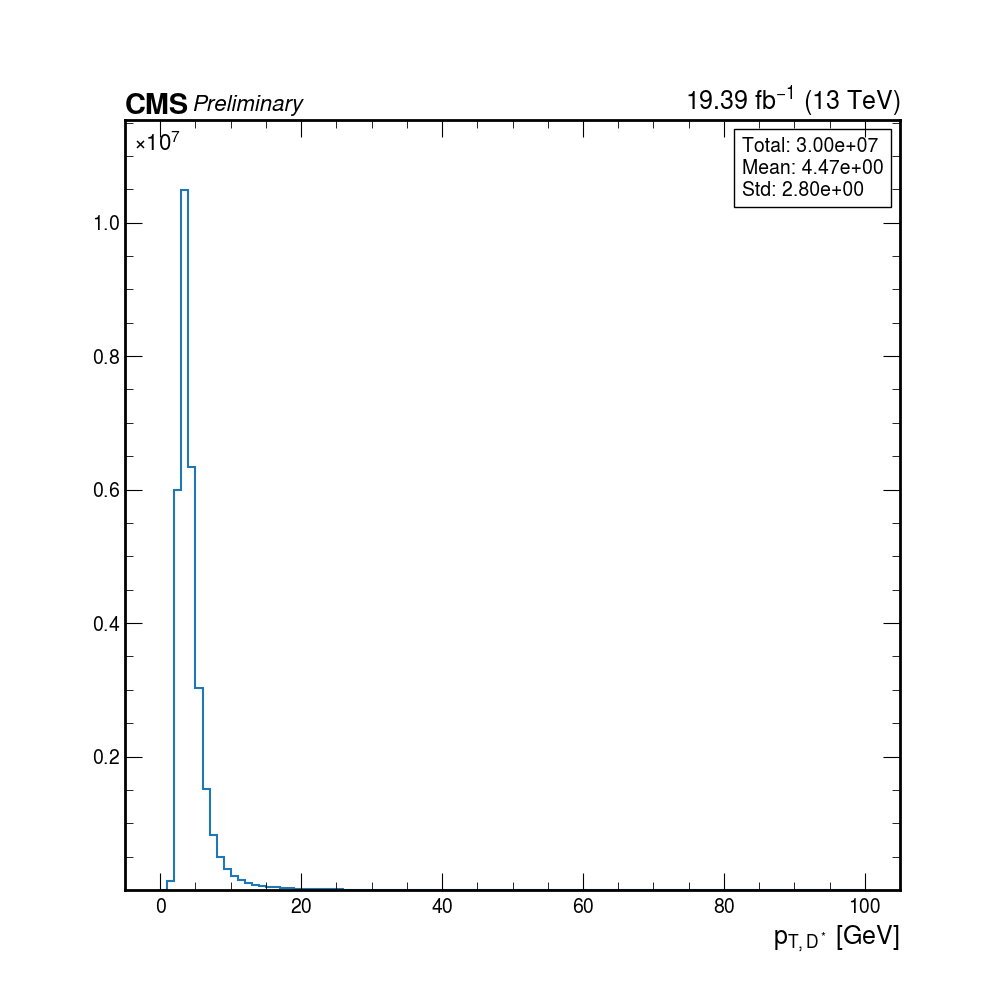 CMS Preliminary
19.39 fb⁻¹ (13 TeV)
×10⁷
Total: 3.00e+07
Mean: 4.47e+00
Std: 2.80e+00
1.0
0.8
0.6
0.4
0.2
0 20 40 60 80 100
p_{T, D*} [GeV]